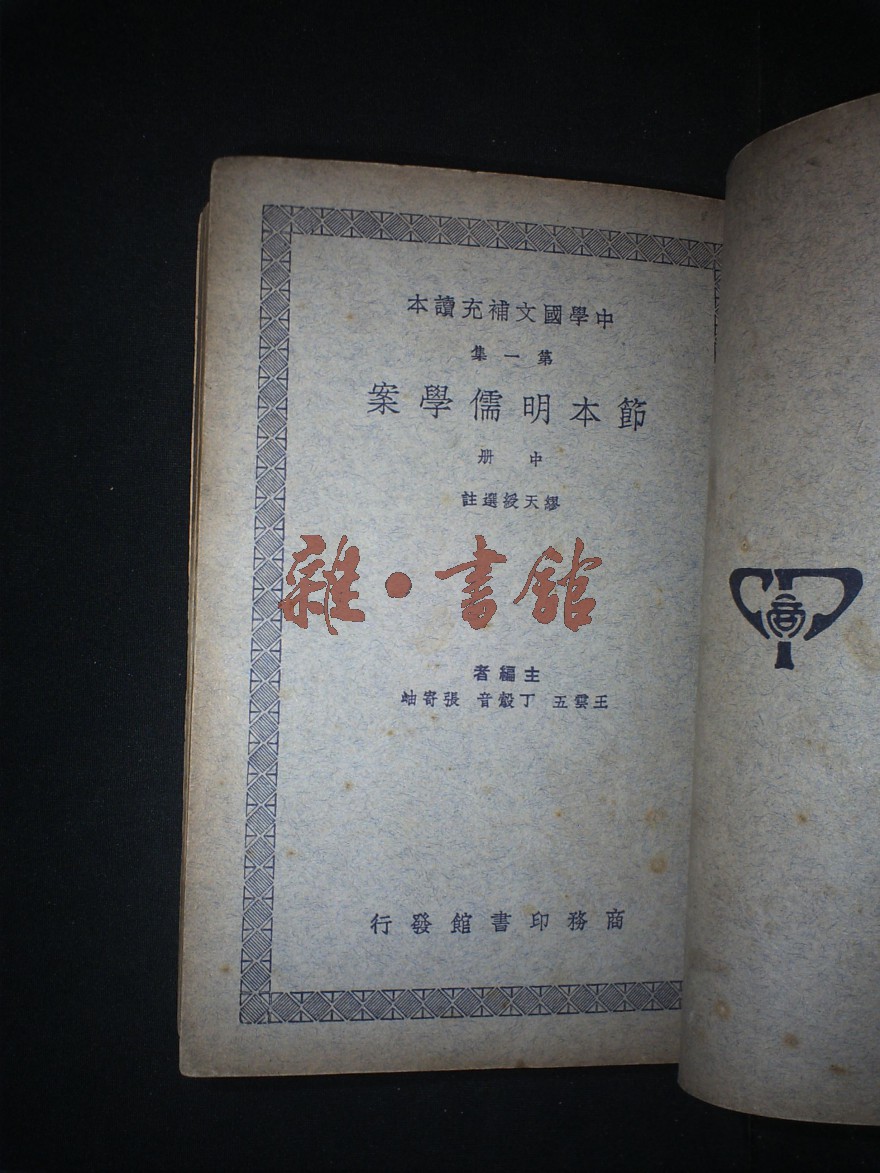 中學國文補充讀本
第一集
節本明儒學案
中册
繆天綬選註
雜·書館
主編者
王雲五 丁瑴音 張寄岫
商務印書館發行
商